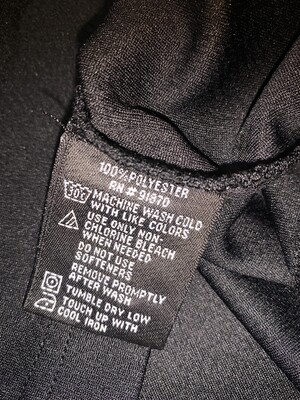 100% POLYESTER
RN # 91870
30C MACHINE WASH COLD
WITH LIKE COLORS
USE ONLY NON-
CHLORINE BLEACH
WHEN NEEDED
DO NOT USE
SOFTENERS
REMOVE PROMPTLY
AFTER WASH
TUMBLE DRY LOW
TOUCH UP WITH
COOL IRON